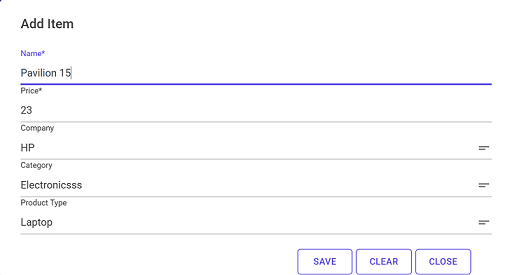 Add Item
Name*
Pavilion 15
Price*
23
Company
HP
Category
Electronicsss
Product Type
Laptop
SAVE CLEAR CLOSE